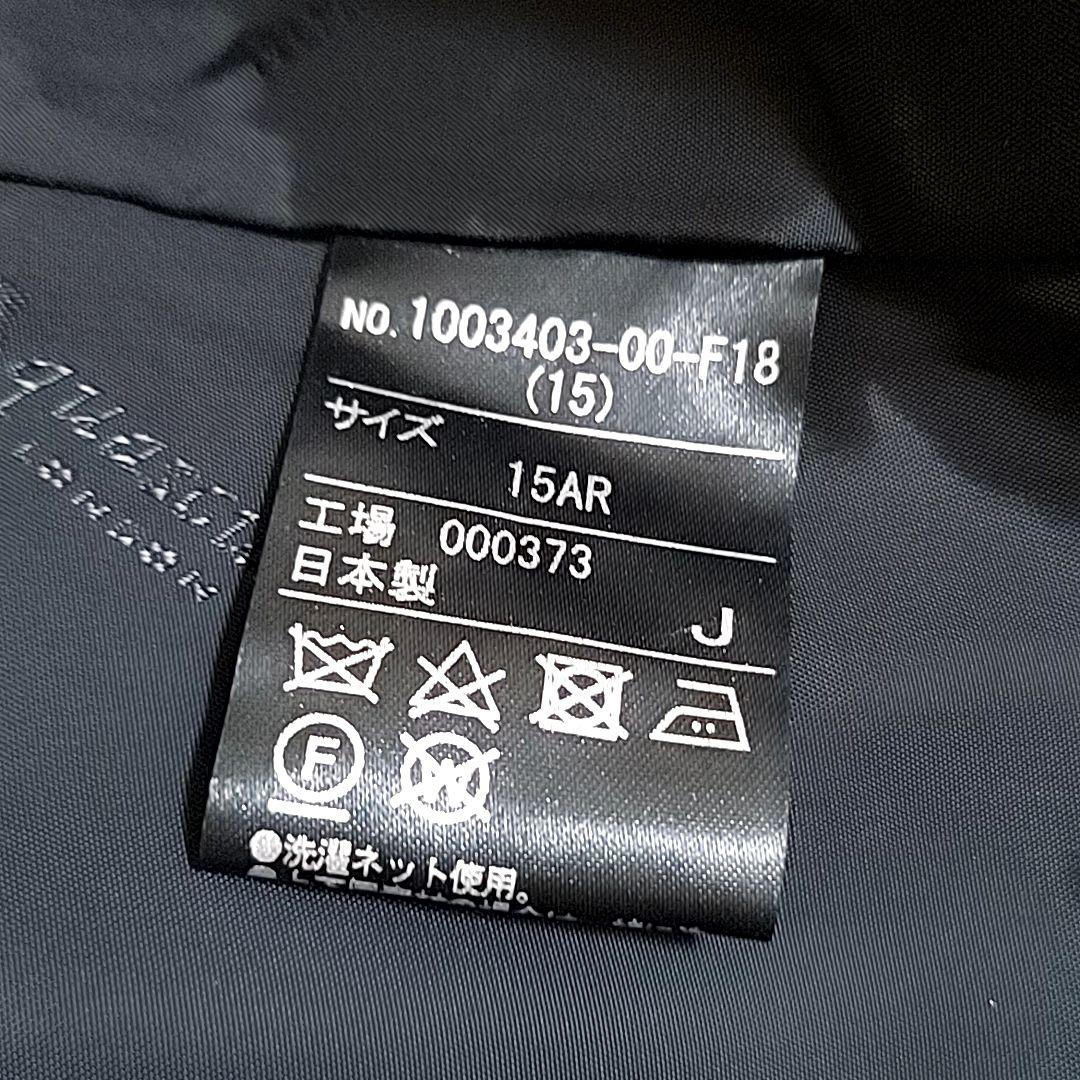 NO. 1003403-00-F18
(15)
サイズ
15AR
工場 000373
日本製
J
F
W
●洗濯ネット使用。